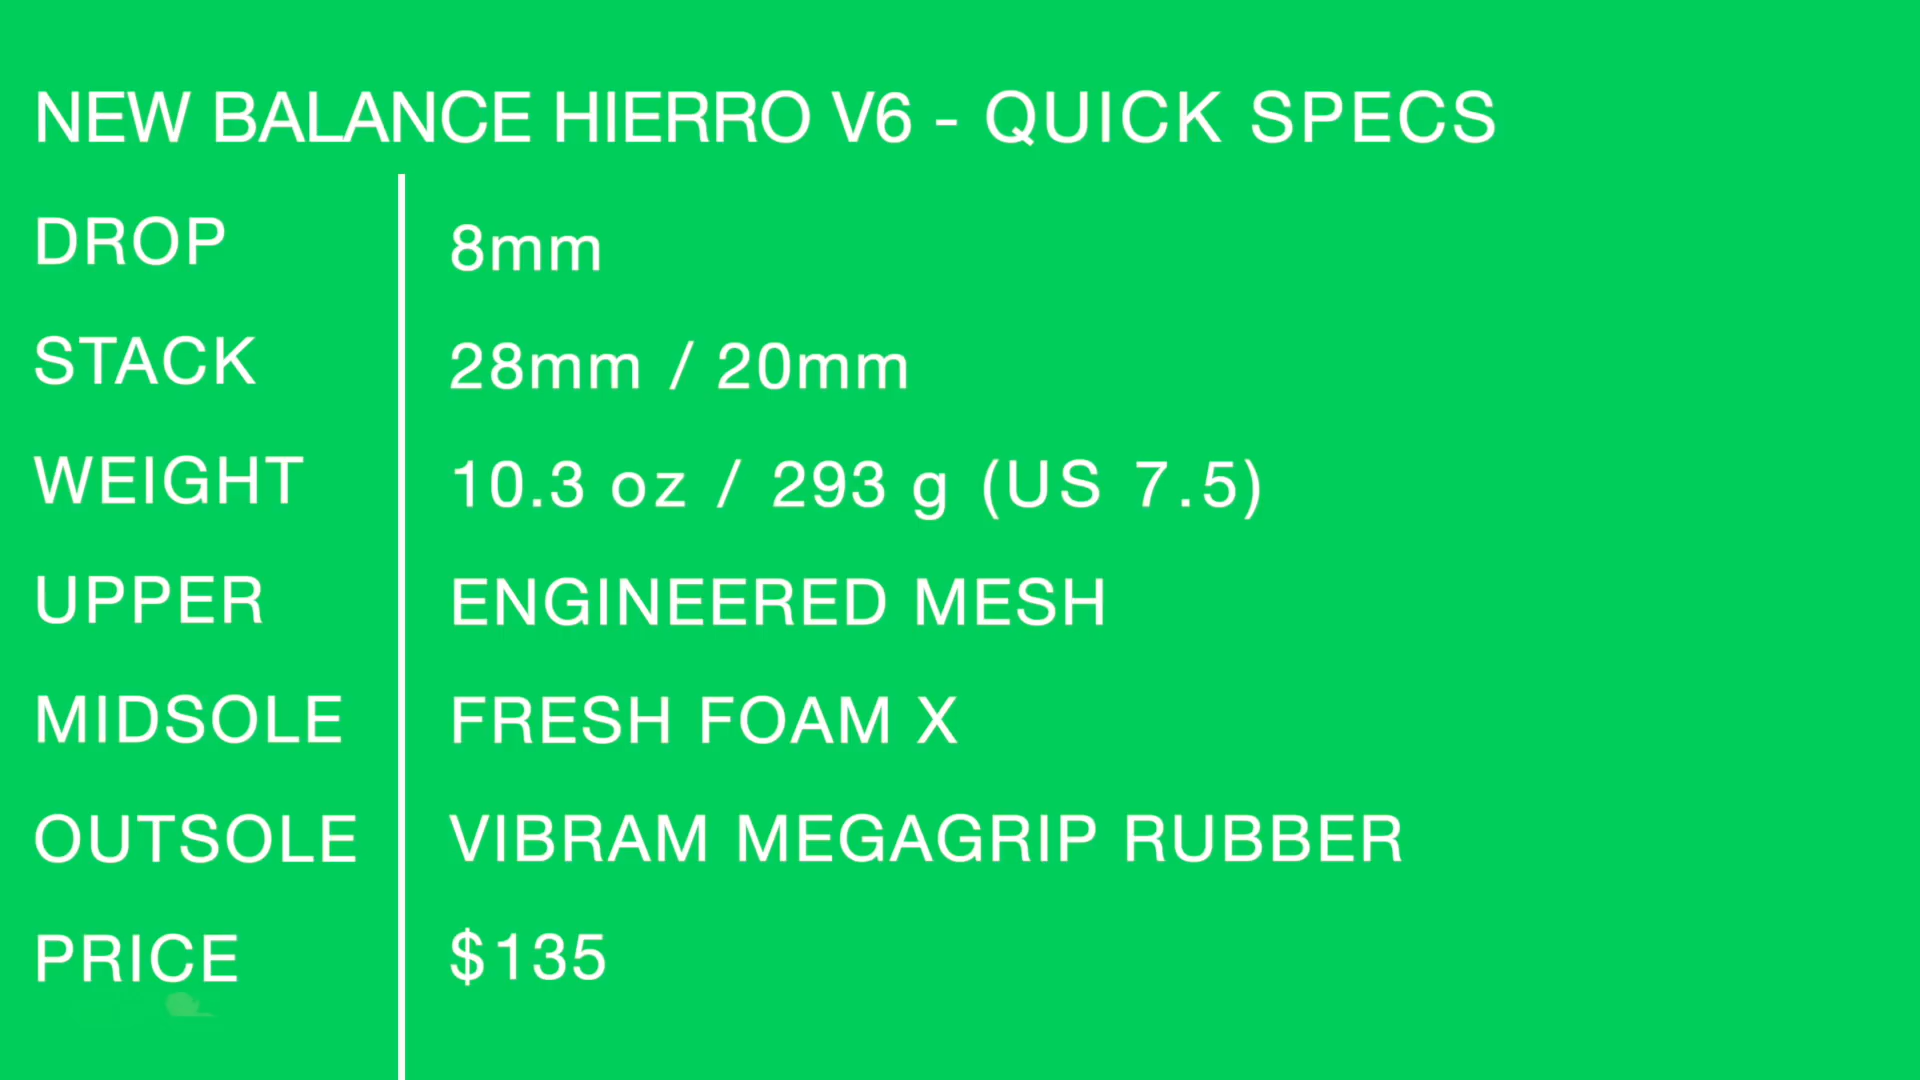 NEW BALANCE HIERRO V6 - QUICK SPECS
DROP 8mm
STACK 28mm / 20mm
WEIGHT 10.3 oz / 293 g (US 7.5)
UPPER ENGINEERED MESH
MIDSOLE FRESH FOAM X
OUTSOLE VIBRAM MEGAGRIP RUBBER
PRICE $135